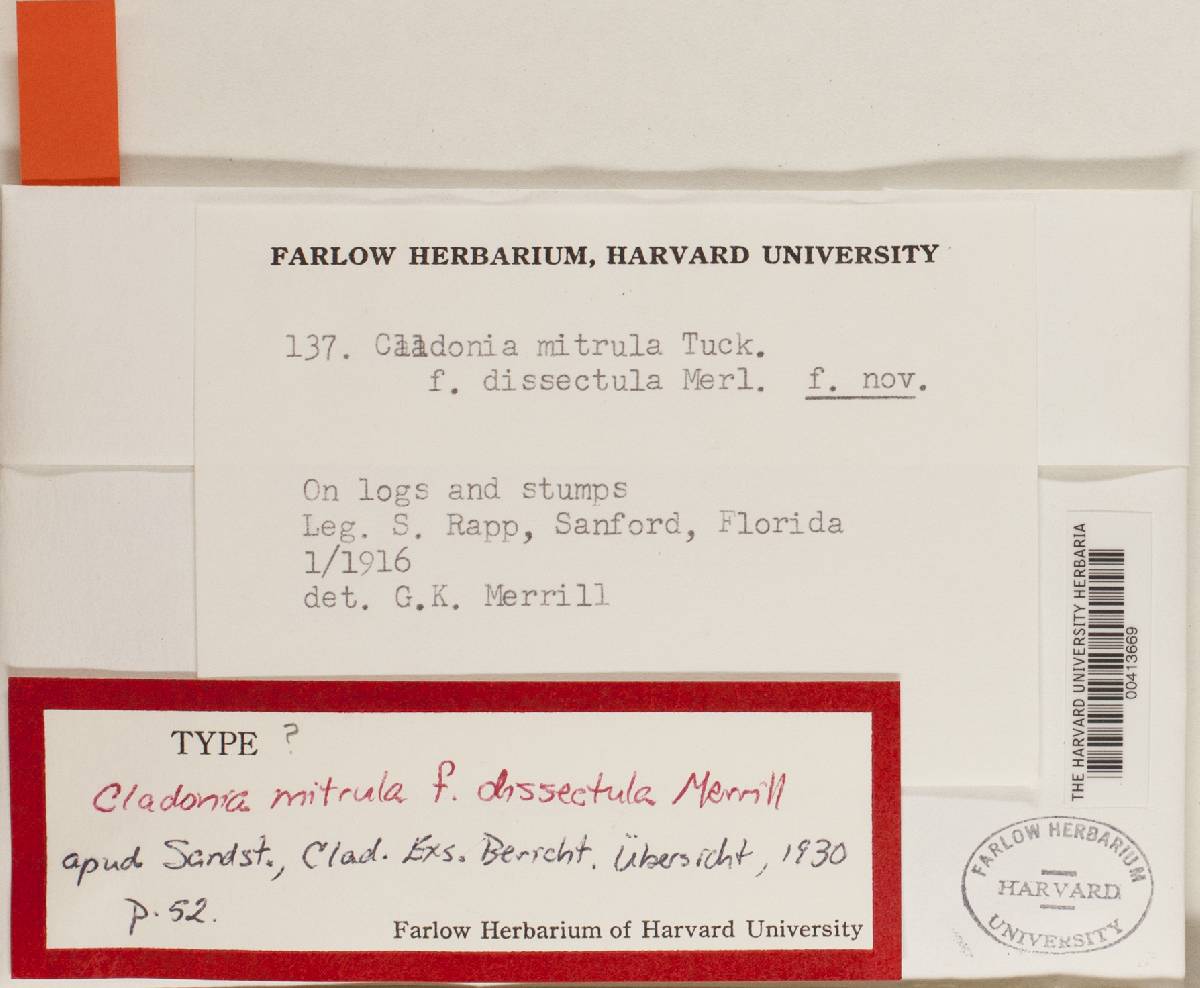 FARLOW HERBARIUM, HARVARD UNIVERSITY
137. Cladonia mitrula Tuck.
f. dissectula Merl. f. nov.
On logs and stumps
Leg. S. Rapp, Sanford, Florida
1/1916
det. G.K. Merrill
TYPE ?
Cladonia mitrula f. dissectula Merrill
apud Sandst., Clad. Exs. Bericht. Übersicht, 1930
p. 52.
Farlow Herbarium of Harvard University
THE HARVARD UNIVERSITY HERBARIA
00413669
FARLOW HERBARIUM
HARVARD
UNIVERSITY